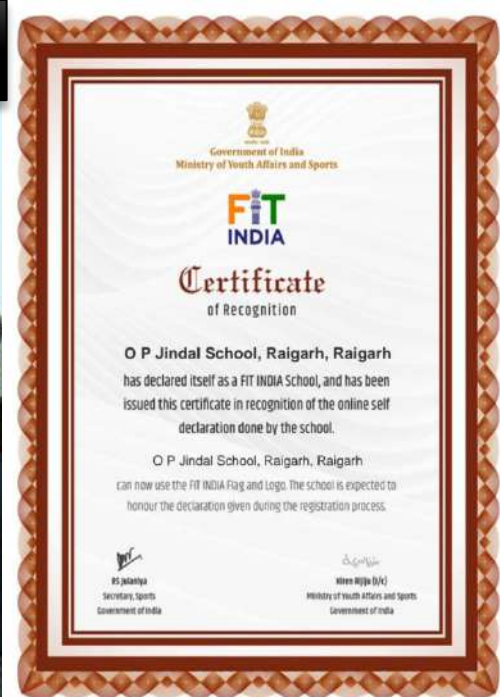 Government of India
Ministry of Youth Affairs and Sports
FIT
INDIA
Certificate
of Recognition
O P Jindal School, Raigarh, Raigarh
has declared itself as a FIT INDIA School, and has been
issued this certificate in recognition of the online self
declaration done by the school.
O P Jindal School, Raigarh, Raigarh
can now use the FIT INDIA Flag and Logo. The school is expected to
honour the declaration given during the registration process.
RS Julaniya
Secretary, Sports
Government of India
Kiren Rijiju (I/c)
Ministry of Youth Affairs and Sports
Government of India